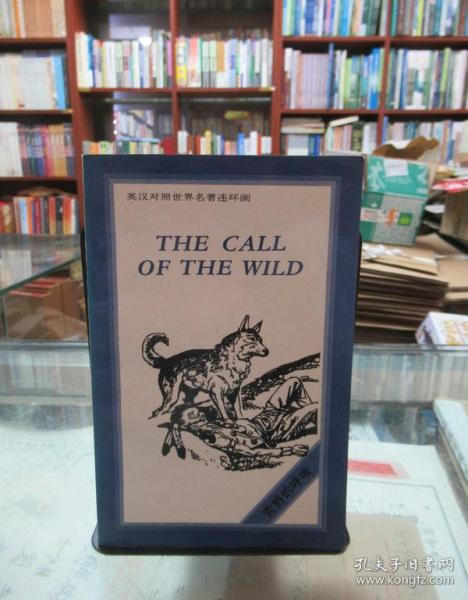 英汉对照世界名著连环画
THE CALL
OF THE WILD
荒野的呼唤
孔夫子旧书网
www.kongfz.com